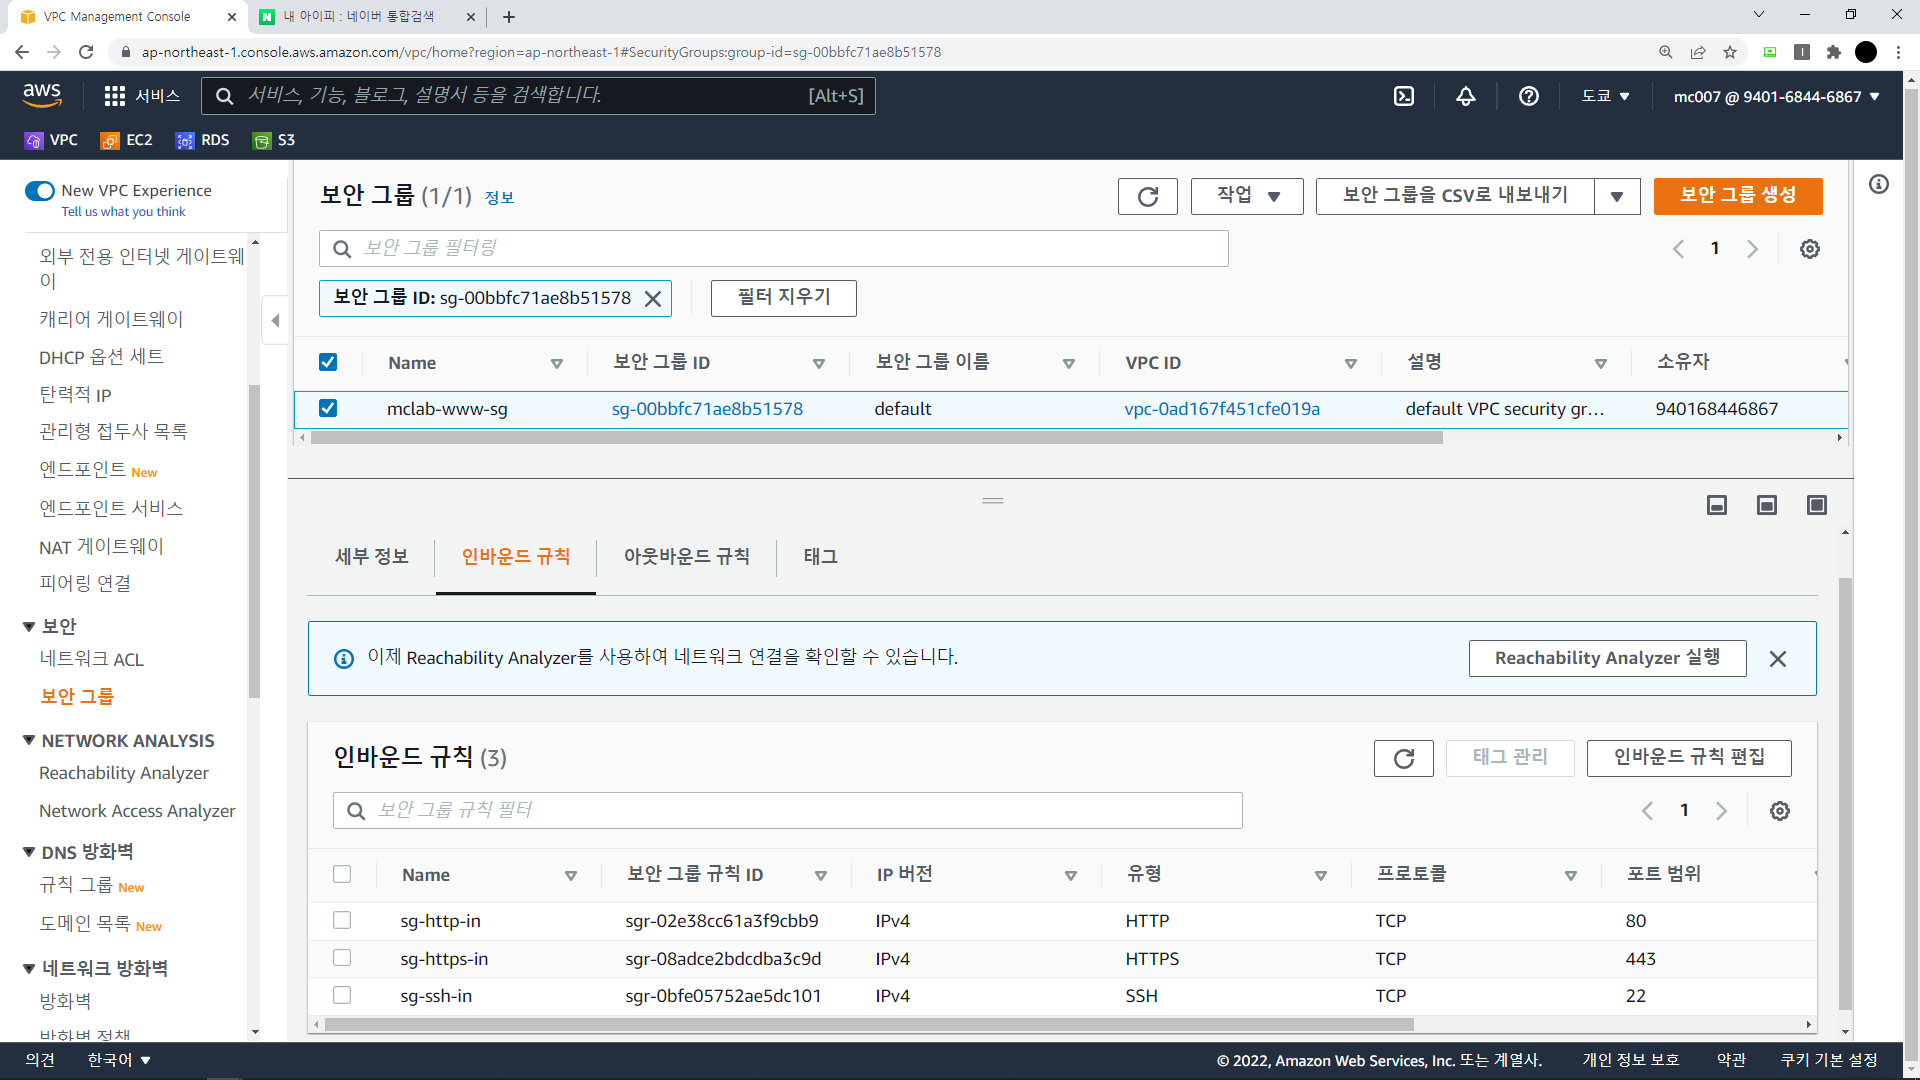 VPC Management Console
내 아이피 : 네이버 통합검색
ap-northeast-1.console.aws.amazon.com/vpc/home?region=ap-northeast-1#SecurityGroups:group-id=sg-00bbfc71ae8b51578
aws
서비스
서비스, 기능, 블로그, 설명서 등을 검색합니다.
[Alt+S]
도쿄
mc007 @ 9401-6844-6867
VPC
EC2
RDS
S3
New VPC Experience
Tell us what you think
외부 전용 인터넷 게이트웨
이
캐리어 게이트웨이
DHCP 옵션 세트
탄력적 IP
관리형 접두사 목록
엔드포인트 New
엔드포인트 서비스
NAT 게이트웨이
피어링 연결
보안
네트워크 ACL
보안 그룹
NETWORK ANALYSIS
Reachability Analyzer
Network Access Analyzer
DNS 방화벽
규칙 그룹 New
도메인 목록 New
네트워크 방화벽
방화벽
방화벽 정책
보안 그룹 (1/1) 정보
작업
보안 그룹을 CSV로 내보내기
보안 그룹 생성
보안 그룹 필터링
1
보안 그룹 ID: sg-00bbfc71ae8b51578
필터 지우기
Name 보안 그룹 ID 보안 그룹 이름 VPC ID 설명 소유자
mclab-www-sg sg-00bbfc71ae8b51578 default vpc-0ad167f451cfe019a default VPC security gr... 940168446867
세부 정보
인바운드 규칙
아웃바운드 규칙
태그
이제 Reachability Analyzer를 사용하여 네트워크 연결을 확인할 수 있습니다.
Reachability Analyzer 실행
인바운드 규칙 (3)
태그 관리
인바운드 규칙 편집
보안 그룹 규칙 필터
1
Name 보안 그룹 규칙 ID IP 버전 유형 프로토콜 포트 범위
sg-http-in sgr-02e38cc61a3f9cbb9 IPv4 HTTP TCP 80
sg-https-in sgr-08adce2bdcdba3c9d IPv4 HTTPS TCP 443
sg-ssh-in sgr-0bfe05752ae5dc101 IPv4 SSH TCP 22
의견
한국어
© 2022, Amazon Web Services, Inc. 또는 계열사.
개인 정보 보호
약관
쿠키 기본 설정